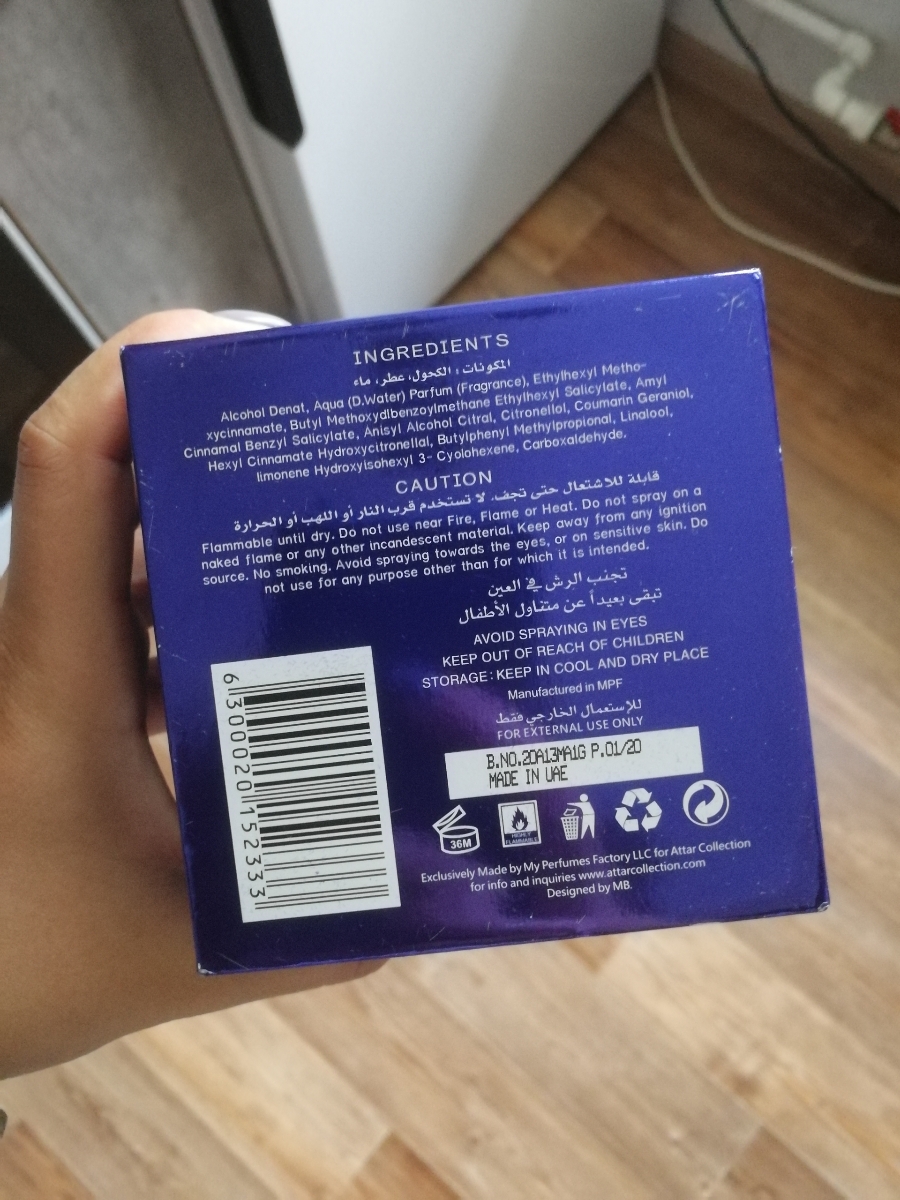 INGREDIENTS
المكونات : الكحول، عطر، ماء
Alcohol Denat, Aqua (D.Water) Parfum (Fragrance), Ethylhexyl Metho-
xycinnamate, Butyl Methoxydlbenzoylmethane Ethylhexyl Salicylate, Amyl
Cinnamal Benzyl Salicylate, Anisyl Alcohol Citral, Citronellol, Coumarin Geraniol,
Hexyl Cinnamate Hydroxycitronellal, Butylphenyl Methylpropional, Linalool,
limonene Hydroxyisohexyl 3- Cyolohexene, Carboxaldehyde.
CAUTION
قابلة للاشتعال حتى تجف. لا تستخدم قرب النار أو اللهب أو الحرارة
Flammable until dry. Do not use near Fire, Flame or Heat. Do not spray on a
naked flame or any other incandescent material. Keep away from any ignition
source. No smoking. Avoid spraying towards the eyes, or on sensitive skin. Do
not use for any purpose other than for which it is intended.
تجنب الرش في العين
تبقى بعيداً عن متناول الأطفال
AVOID SPRAYING IN EYES
KEEP OUT OF REACH OF CHILDREN
STORAGE : KEEP IN COOL AND DRY PLACE
Manufactured in MPF
للإستعمال الخارجي فقط
FOR EXTERNAL USE ONLY
B.NO.20A13MA1G P.01/20
MADE IN UAE
6 300020 152333
36M
HIGHLY
FLAMMABLE
Exclusively Made by My Perfumes Factory LLC for Attar Collection
for info and inquiries www.attarcollection.com
Designed by MB.